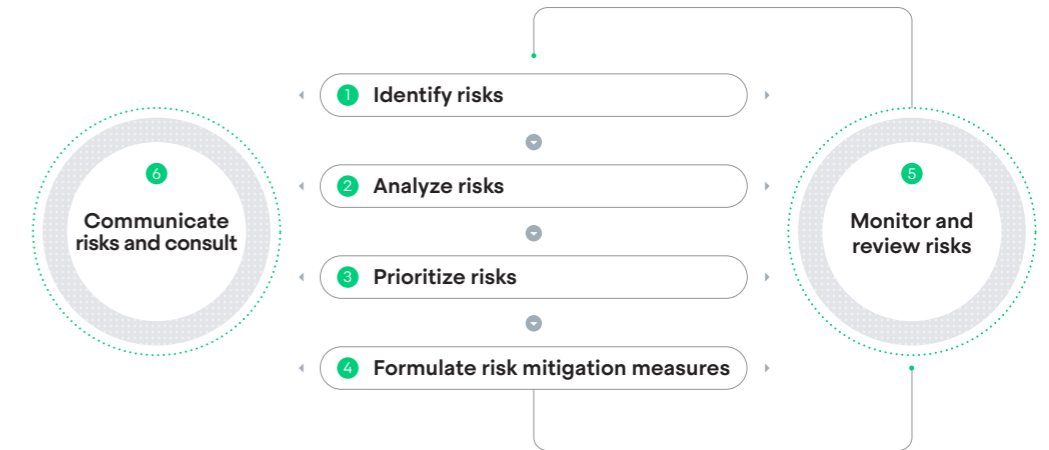 1 Identify risks
2 Analyze risks
3 Prioritize risks
4 Formulate risk mitigation measures
5
Monitor and
review risks
6
Communicate
risks and consult